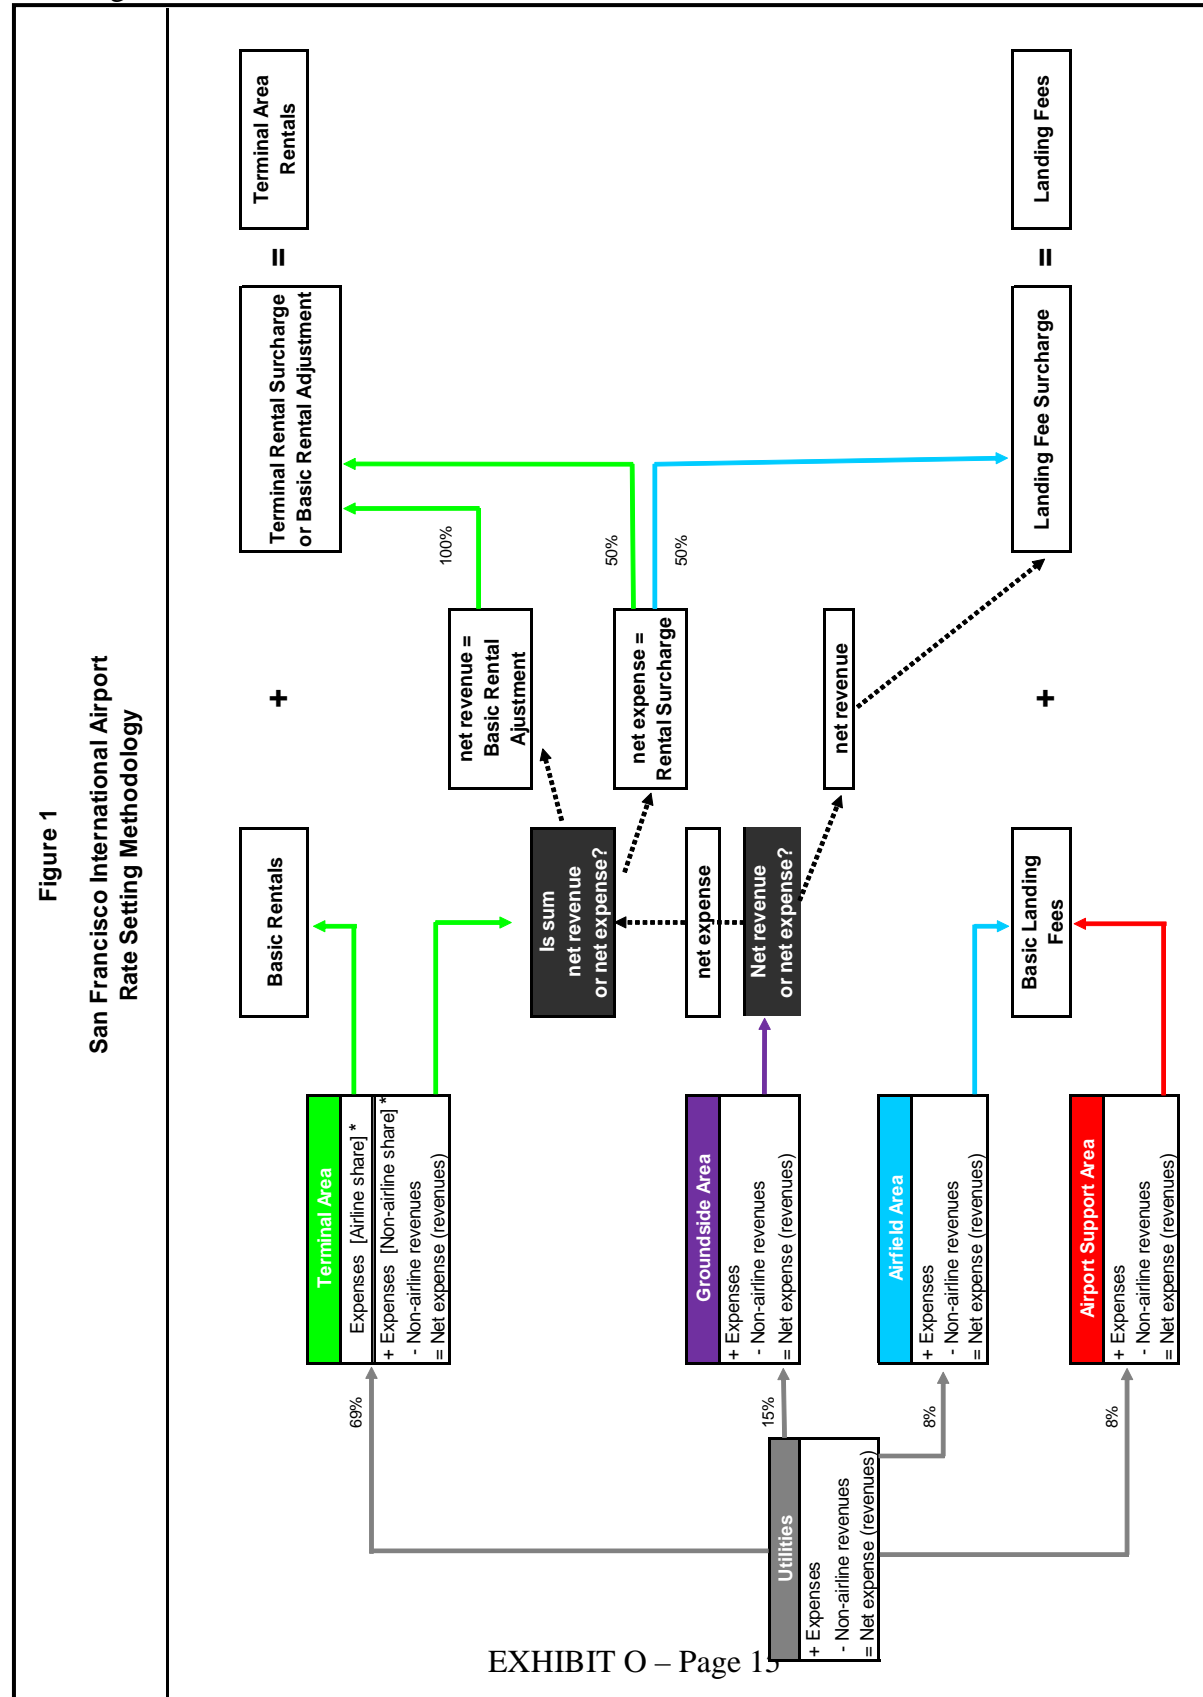 Figure 1
San Francisco International Airport
Rate Setting Methodology
Utilities
+ Expenses
- Non-airline revenues
= Net expense (revenues)
69%
15%
8%
8%
Terminal Area
Expenses [Airline share] *
+ Expenses [Non-airline share] *
- Non-airline revenues
= Net expense (revenues)
Groundside Area
+ Expenses
- Non-airline revenues
= Net expense (revenues)
Airfield Area
+ Expenses
- Non-airline revenues
= Net expense (revenues)
Airport Support Area
+ Expenses
- Non-airline revenues
= Net expense (revenues)
Basic Rentals
Is sum
net revenue
or net expense?
net expense
Net revenue
or net expense?
Basic Landing
Fees
+
net revenue =
Basic Rental
Ajustment
net expense =
Rental Surcharge
net revenue
+
100%
50%
50%
Terminal Rental Surcharge
or Basic Rental Adjustment
Landing Fee Surcharge
=
=
Terminal Area
Rentals
Landing Fees
EXHIBIT O – Page 15